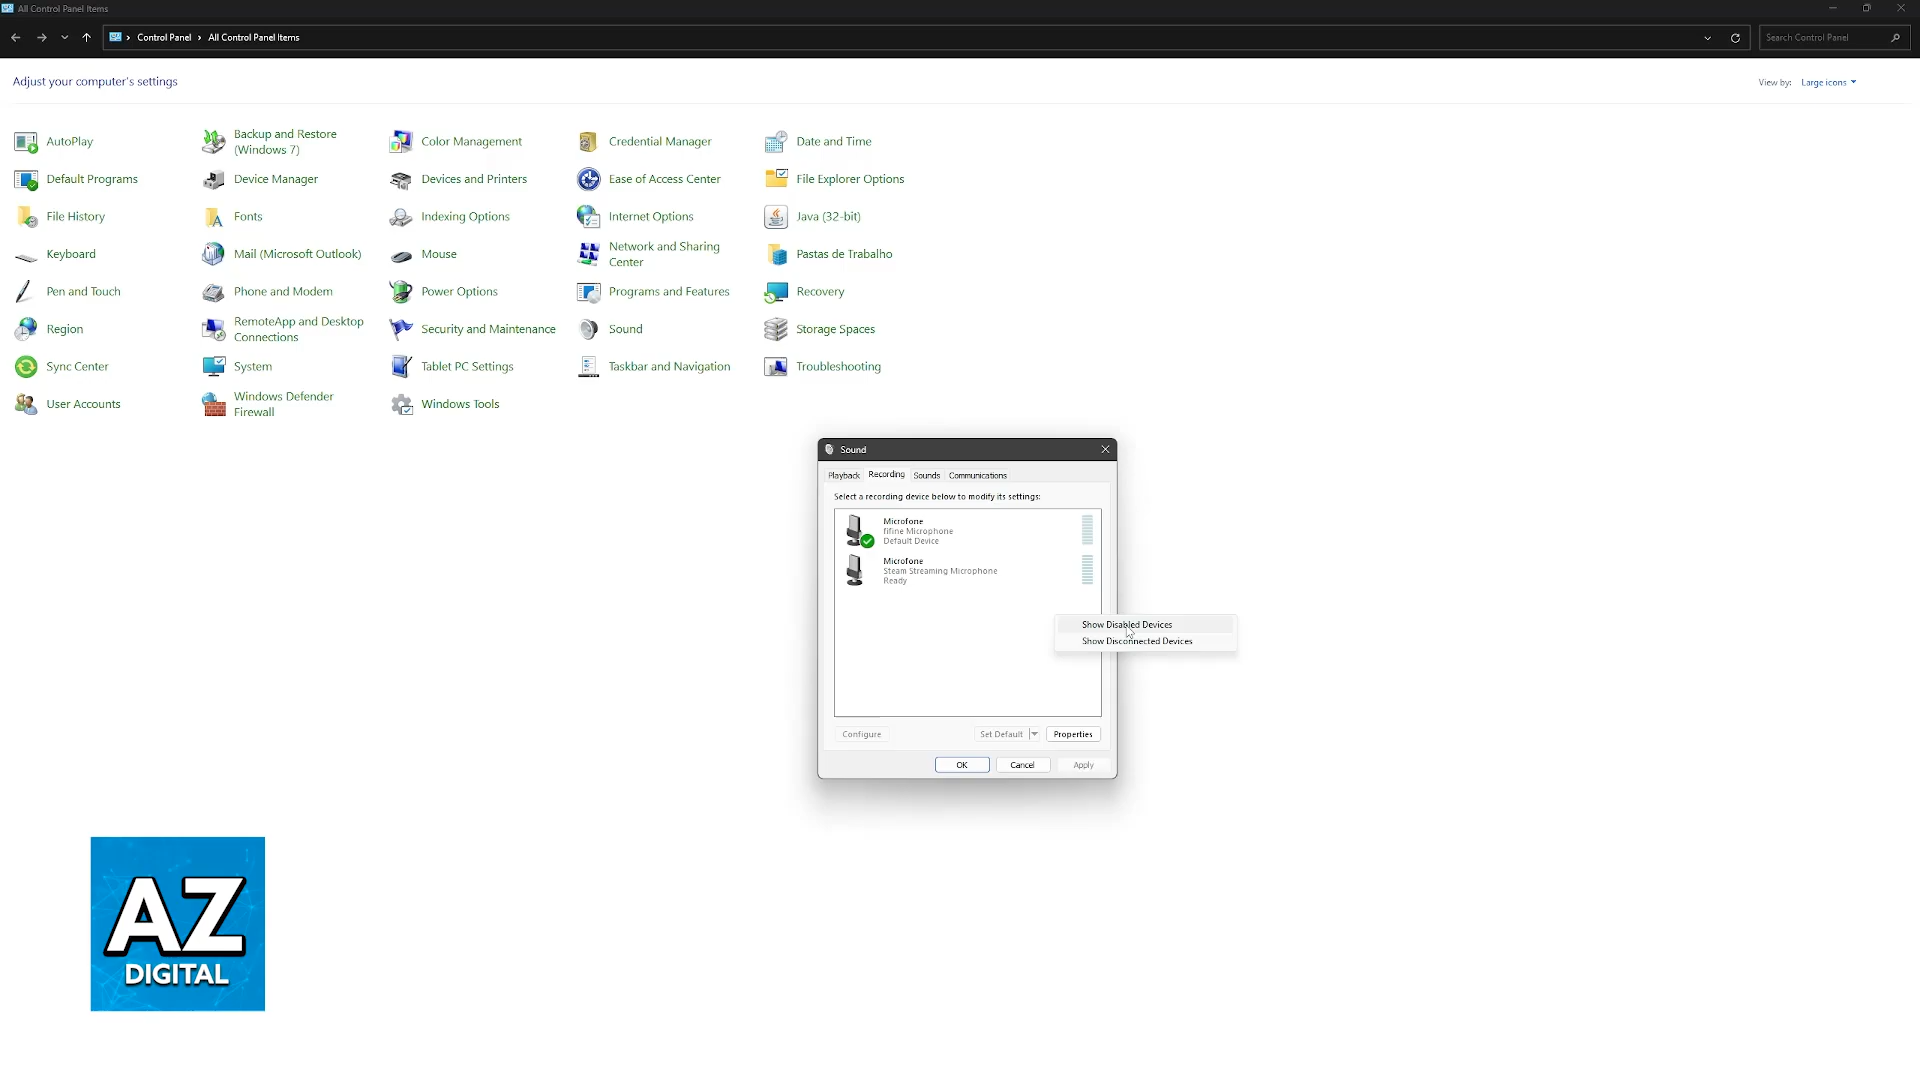 All Control Panel Items
Control Panel › All Control Panel Items
Search Control Panel
Adjust your computer's settings
View by: Large icons
AutoPlay
Backup and Restore
(Windows 7)
Color Management
Credential Manager
Date and Time
Default Programs
Device Manager
Devices and Printers
Ease of Access Center
File Explorer Options
File History
Fonts
Indexing Options
Internet Options
Java (32-bit)
Keyboard
Mail (Microsoft Outlook)
Mouse
Network and Sharing
Center
Pastas de Trabalho
Pen and Touch
Phone and Modem
Power Options
Programs and Features
Recovery
Region
RemoteApp and Desktop
Connections
Security and Maintenance
Sound
Storage Spaces
Sync Center
System
Tablet PC Settings
Taskbar and Navigation
Troubleshooting
User Accounts
Windows Defender
Firewall
Windows Tools
Sound
Playback Recording Sounds Communications
Select a recording device below to modify its settings:
Microfone
fifine Microphone
Default Device
Microfone
Steam Streaming Microphone
Ready
Show Disabled Devices
Show Disconnected Devices
Configure Set Default Properties
OK Cancel Apply
AZ
DIGITAL